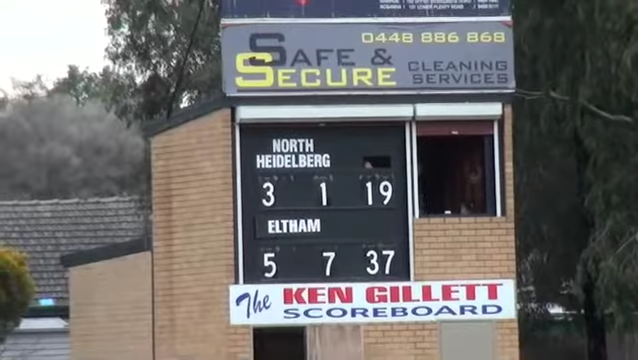 0448 886 868
SAFE &
SECURE
CLEANING
SERVICES
NORTH
HEIDELBERG
3 1 19
ELTHAM
5 7 37
The KEN GILLETT
SCOREBOARD